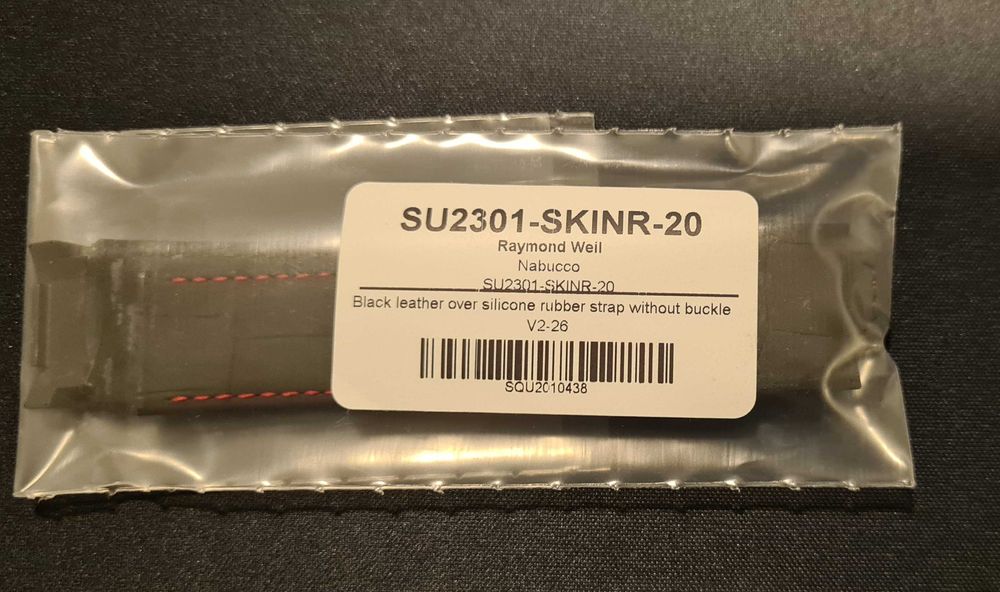 SU2301-SKINR-20
Raymond Weil
Nabucco
SU2301-SKINR-20
Black leather over silicone rubber strap without buckle
V2-26
SQU2010438